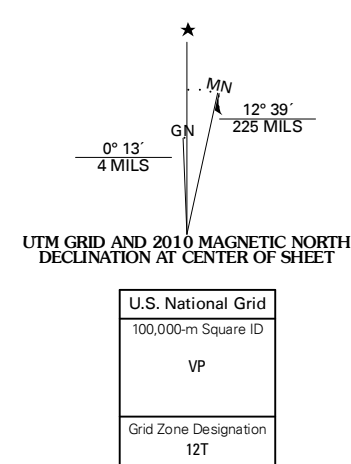 MN
12° 39´
225 MILS
GN
0° 13´
4 MILS
UTM GRID AND 2010 MAGNETIC NORTH
DECLINATION AT CENTER OF SHEET
U.S. National Grid
100,000-m Square ID
VP
Grid Zone Designation
12T